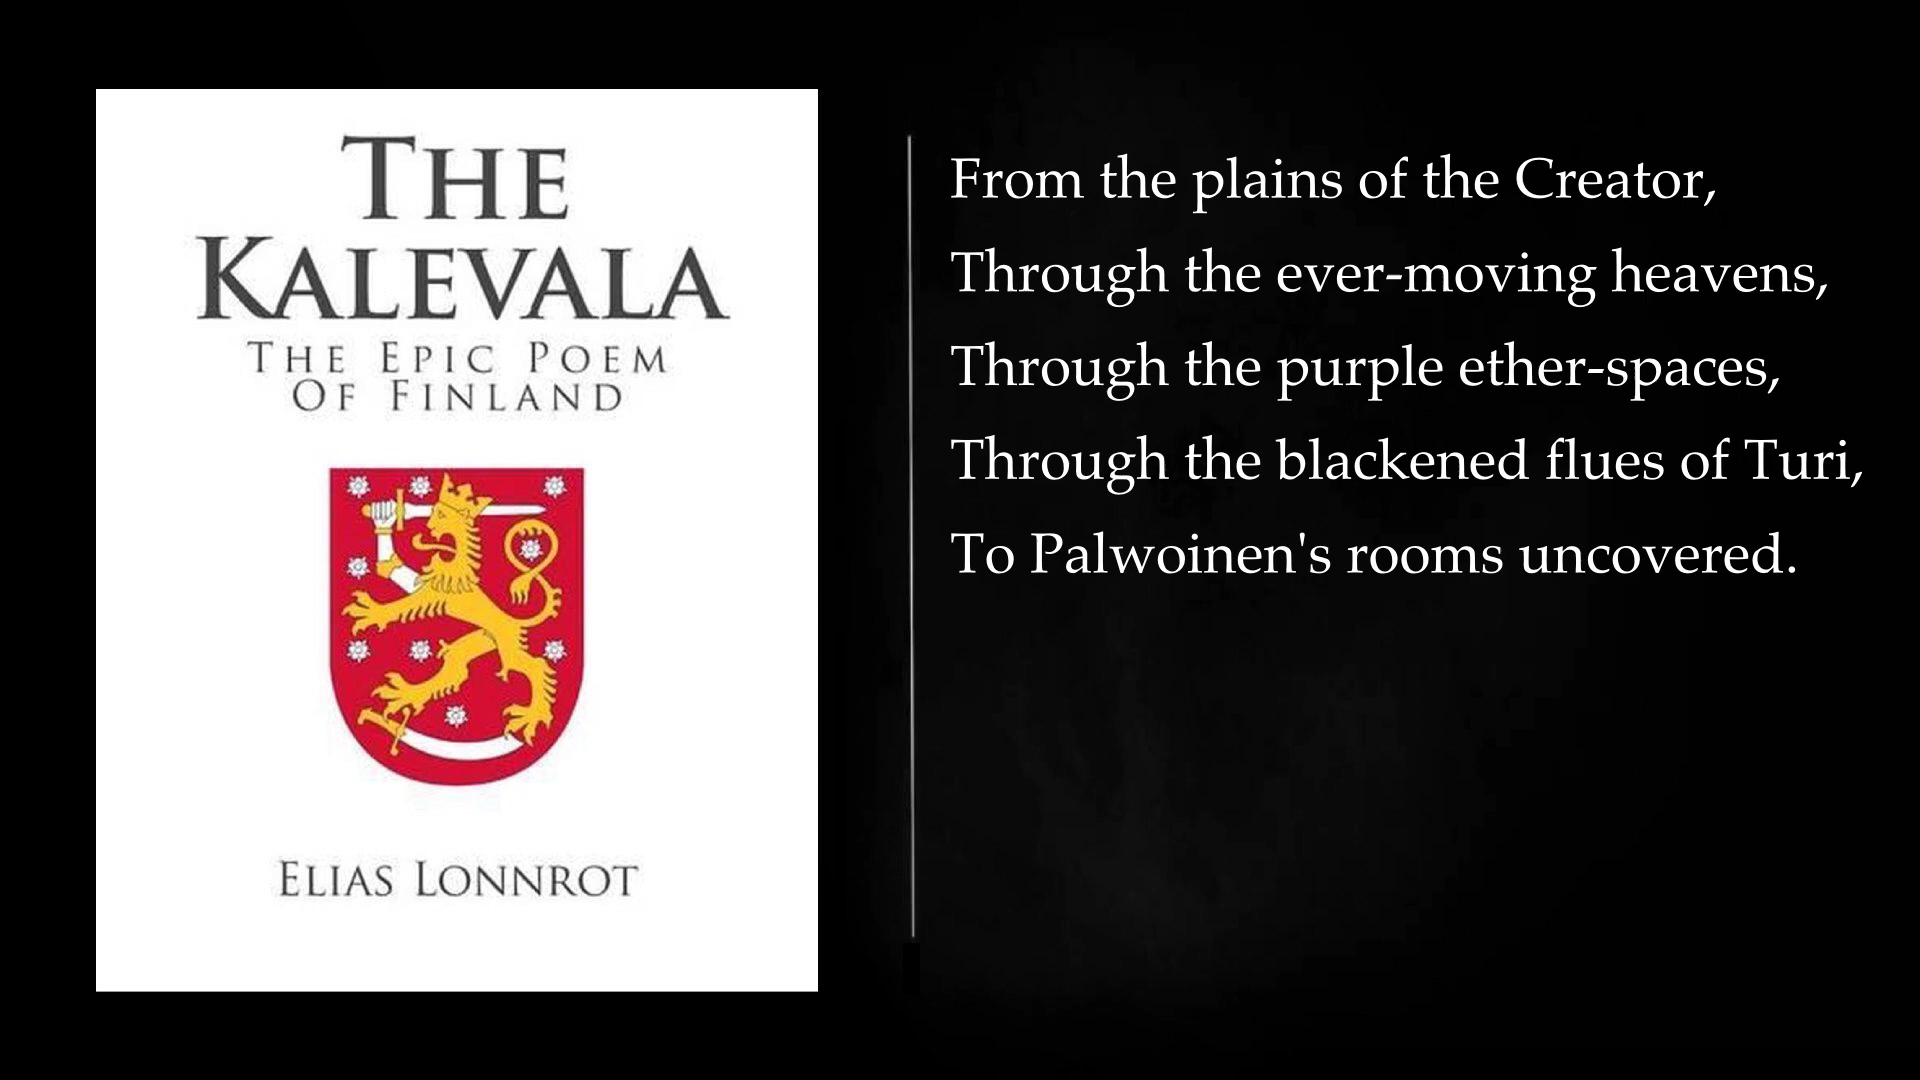 THE
KALEVALA
THE EPIC POEM
OF FINLAND
ELIAS LONNROT
From the plains of the Creator,
Through the ever-moving heavens,
Through the purple ether-spaces,
Through the blackened flues of Turi,
To Palwoinen's rooms uncovered.